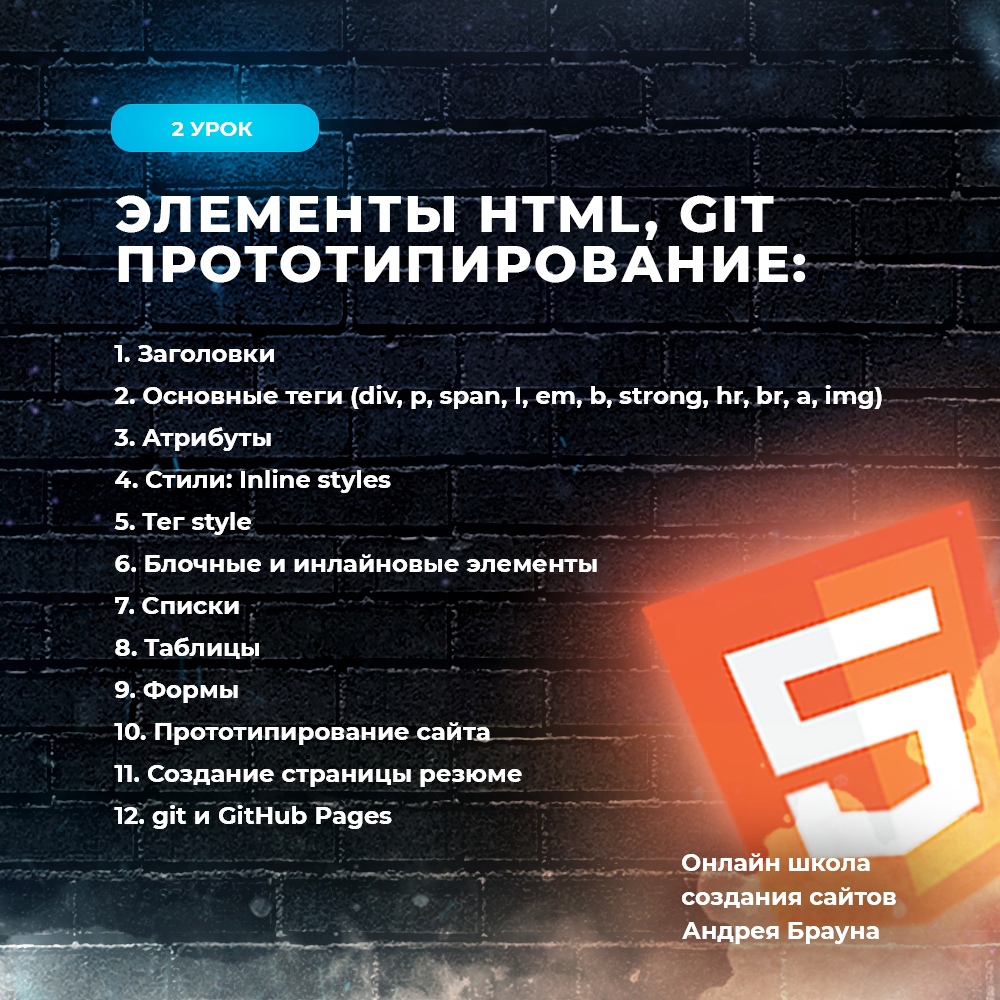 2 УРОК
ЭЛЕМЕНТЫ HTML, GIT
ПРОТОТИПИРОВАНИЕ:
1. Заголовки
2. Основные теги (div, p, span, I, em, b, strong, hr, br, a, img)
3. Атрибуты
4. Стили: Inline styles
5. Тег style
6. Блочные и инлайновые элементы
7. Списки
8. Таблицы
9. Формы
10. Прототипирование сайта
11. Создание страницы резюме
12. git и GitHub Pages
5
Онлайн школа
создания сайтов
Андрея Брауна